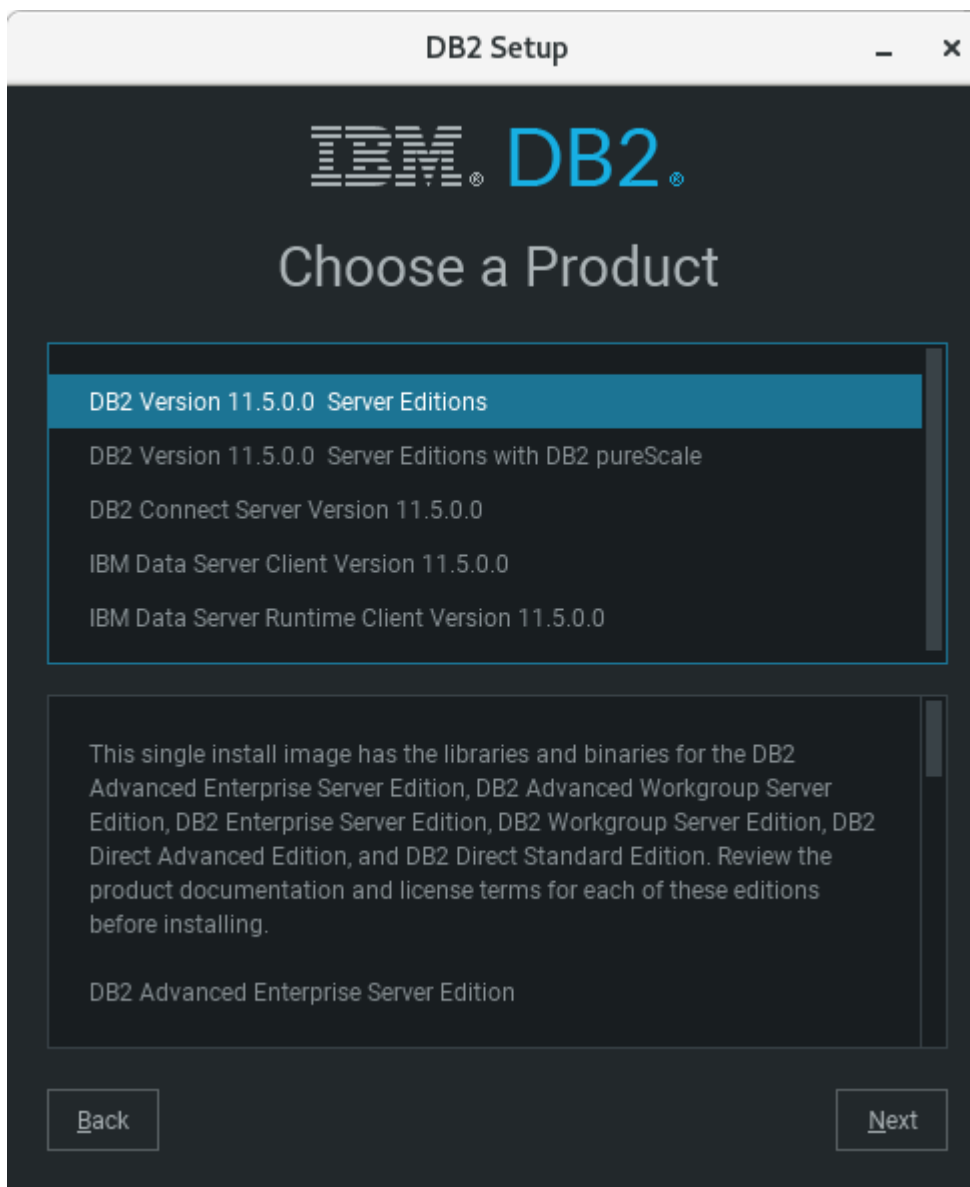 DB2 Setup
IBM® DB2®
Choose a Product
DB2 Version 11.5.0.0  Server Editions
DB2 Version 11.5.0.0  Server Editions with DB2 pureScale
DB2 Connect Server Version 11.5.0.0
IBM Data Server Client Version 11.5.0.0
IBM Data Server Runtime Client Version 11.5.0.0
This single install image has the libraries and binaries for the DB2
Advanced Enterprise Server Edition, DB2 Advanced Workgroup Server
Edition, DB2 Enterprise Server Edition, DB2 Workgroup Server Edition, DB2
Direct Advanced Edition, and DB2 Direct Standard Edition. Review the
product documentation and license terms for each of these editions
before installing.
DB2 Advanced Enterprise Server Edition
Back
Next